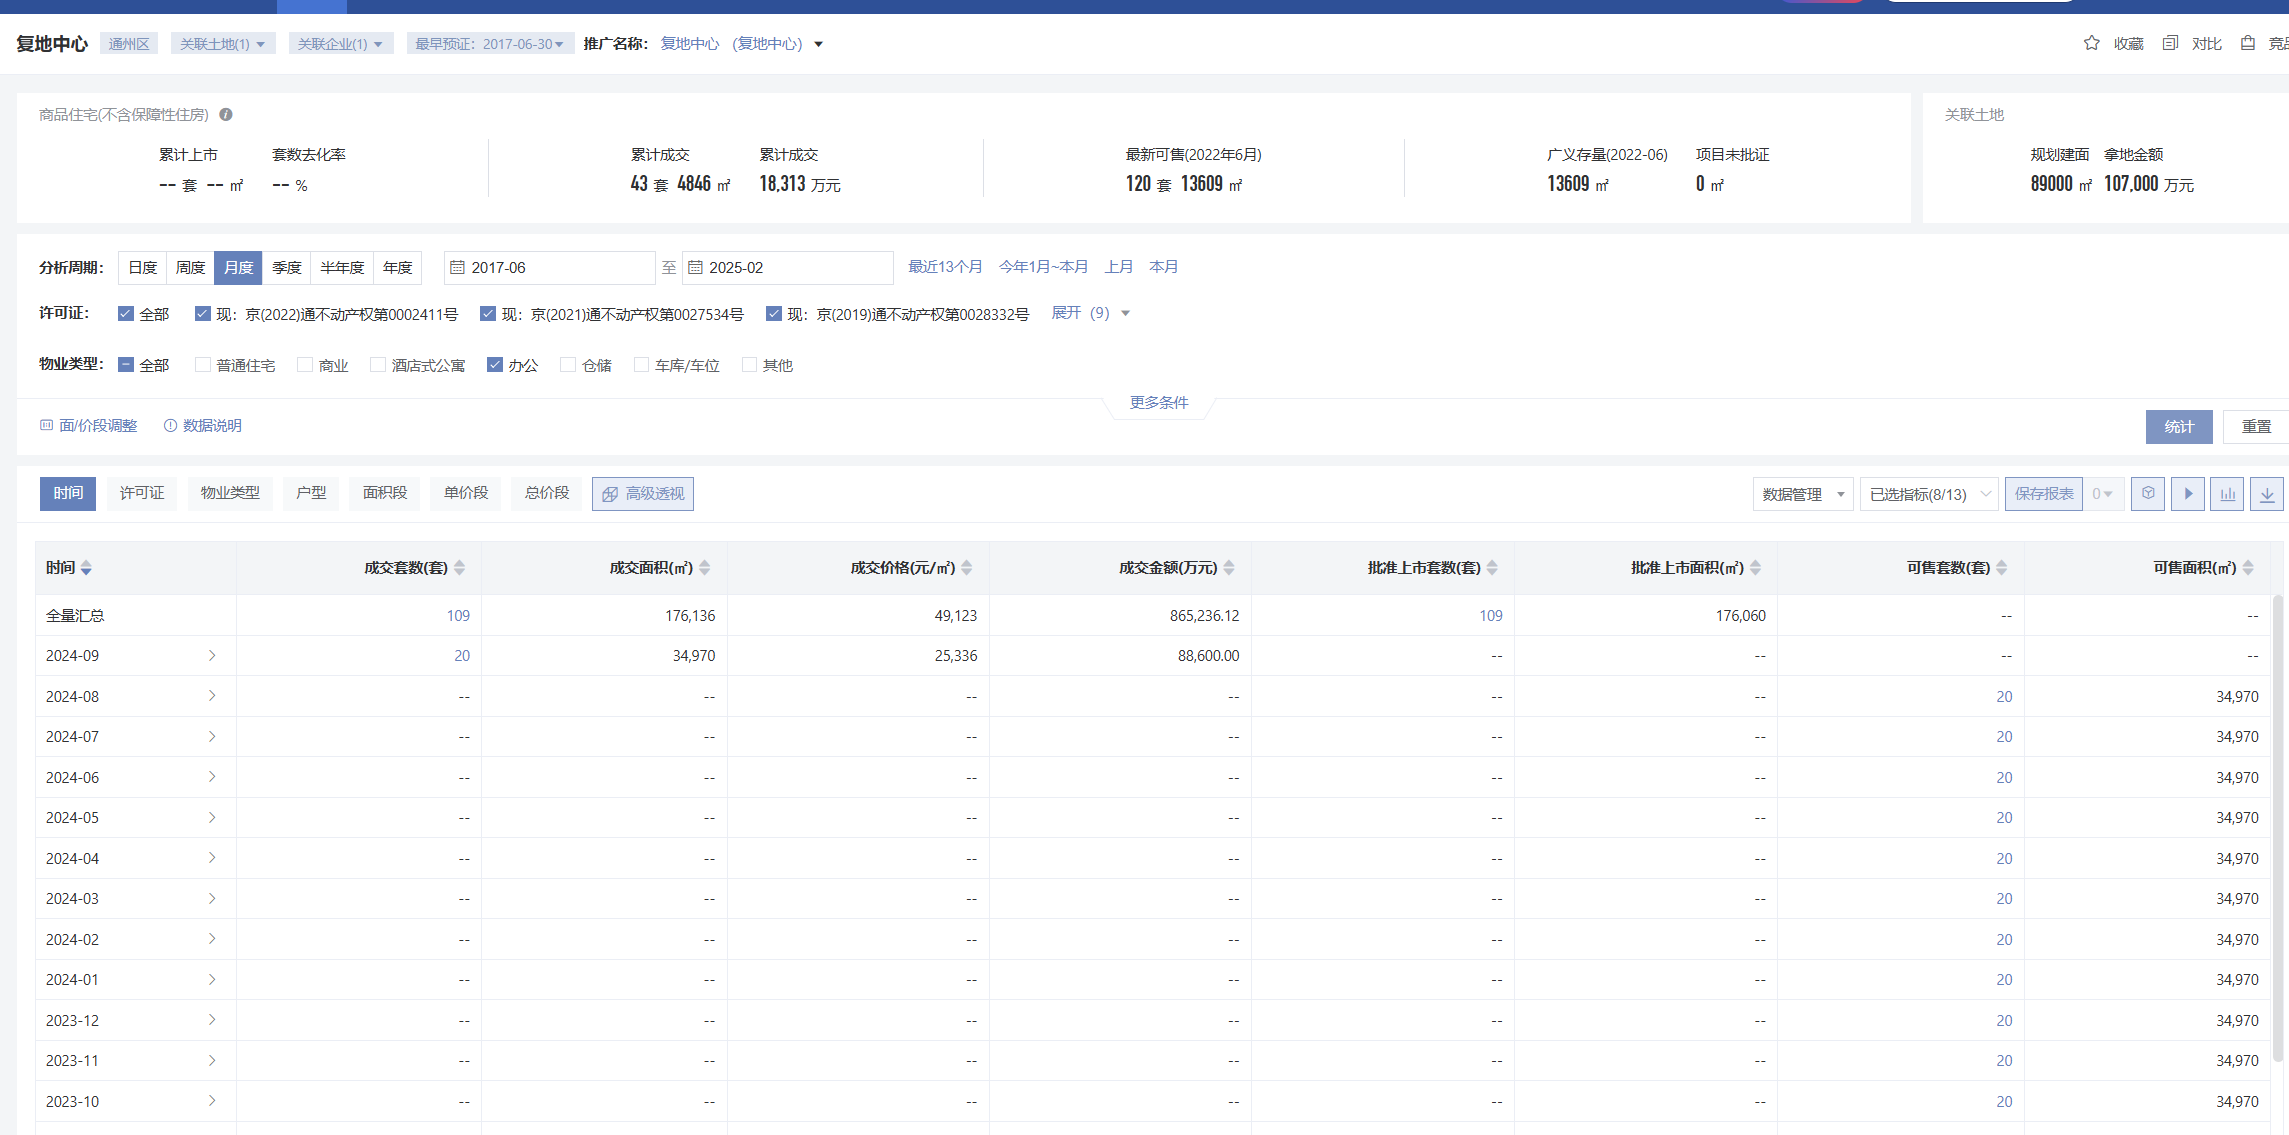 复地中心 通州区 关联土地(1) 关联企业(1) 最早预证：2017-06-30 推广名称： 复地中心 (复地中心) 收藏 对比
商品住宅(不含保障性住房) 关联土地
累计上市 套数去化率 累计成交 累计成交 最新可售(2022年6月) 广义存量(2022-06) 项目未批证 规划建面 拿地金额
-- 套 -- ㎡ -- % 43 套 4846 ㎡ 18,313 万元 120 套 13609 ㎡ 13609 ㎡ 0 ㎡ 89000 ㎡ 107,000 万元
分析周期： 日度 周度 月度 季度 半年度 年度 2017-06 至 2025-02 最近13个月 今年1月~本月 上月 本月
许可证： 全部 现：京(2022)通不动产权第0002411号 现：京(2021)通不动产权第0027534号 现：京(2019)通不动产权第0028332号 展开 (9)
物业类型： 全部 普通住宅 商业 酒店式公寓 办公 仓储 车库/车位 其他
更多条件
面/价段调整 数据说明 统计 重置
时间 许可证 物业类型 户型 面积段 单价段 总价段 高级透视 数据管理 已选指标(8/13) 保存报表 0
时间 成交套数(套) 成交面积(㎡) 成交价格(元/㎡) 成交金额(万元) 批准上市套数(套) 批准上市面积(㎡) 可售套数(套) 可售面积(㎡)
全量汇总 109 176,136 49,123 865,236.12 109 176,060 -- --
2024-09 20 34,970 25,336 88,600.00 -- -- -- --
2024-08 -- -- -- -- -- -- 20 34,970
2024-07 -- -- -- -- -- -- 20 34,970
2024-06 -- -- -- -- -- -- 20 34,970
2024-05 -- -- -- -- -- -- 20 34,970
2024-04 -- -- -- -- -- -- 20 34,970
2024-03 -- -- -- -- -- -- 20 34,970
2024-02 -- -- -- -- -- -- 20 34,970
2024-01 -- -- -- -- -- -- 20 34,970
2023-12 -- -- -- -- -- -- 20 34,970
2023-11 -- -- -- -- -- -- 20 34,970
2023-10 -- -- -- -- -- -- 20 34,970